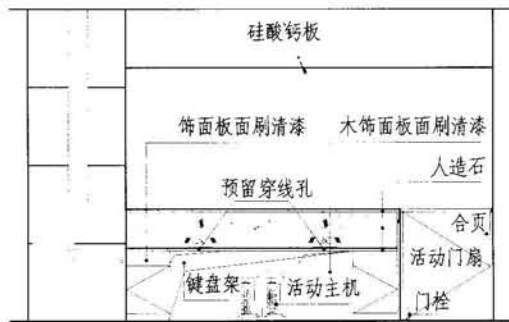 硅酸钙板
饰面板面刷清漆
木饰面板面刷清漆
人造石
预留穿线孔
合页
活动门扇
键盘架
活动主机
门栓